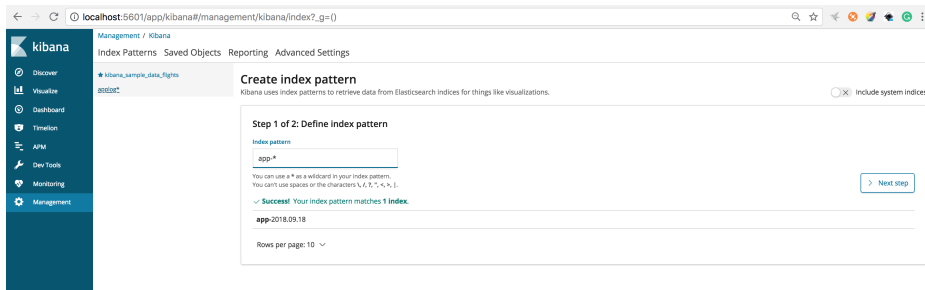 localhost:5601/app/kibana#/management/kibana/index?_g=()
kibana
Discover
Visualize
Dashboard
Timelion
APM
Dev Tools
Monitoring
Management
Management / Kibana
Index Patterns Saved Objects Reporting Advanced Settings
★ kibana_sample_data_flights
applog*
Create index pattern
Kibana uses index patterns to retrieve data from Elasticsearch indices for things like visualizations.
Include system indices
Step 1 of 2: Define index pattern
Index pattern
app-*
You can use a * as a wildcard in your index pattern.
You can't use spaces or the characters \, /, ?, ", <, >, |.
> Next step
✓ Success! Your index pattern matches 1 index.
app-2018.09.18
Rows per page: 10